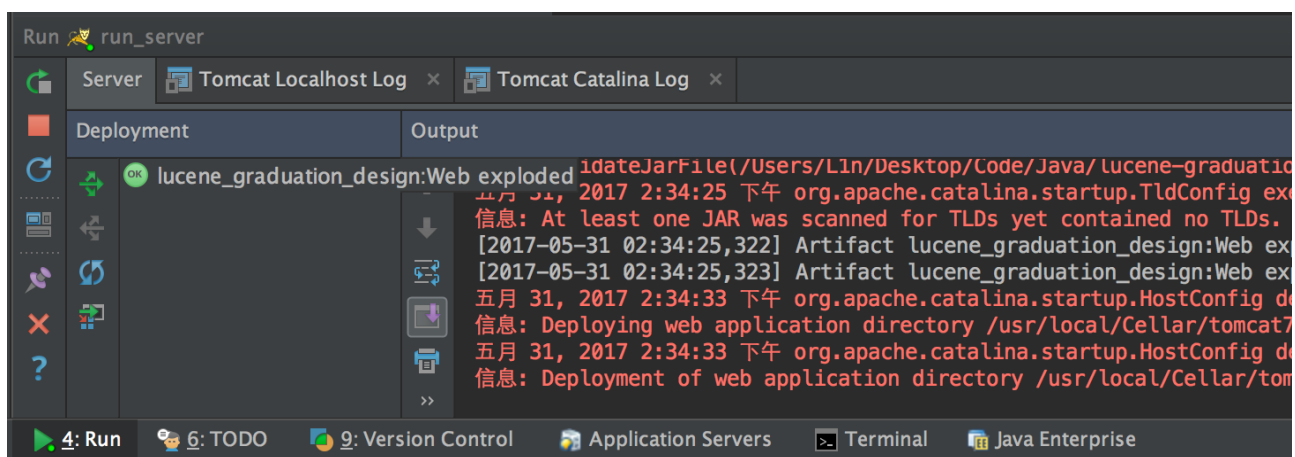 Run run_server
Server Tomcat Localhost Log × Tomcat Catalina Log ×
Deployment Output
OK lucene_graduation_design:Web exploded
idateJarFile(/Users/L1n/Desktop/Code/Java/lucene-graduatio
五月 31, 2017 2:34:25 下午 org.apache.catalina.startup.TldConfig exe
信息: At least one JAR was scanned for TLDs yet contained no TLDs.
[2017-05-31 02:34:25,322] Artifact lucene_graduation_design:Web exp
[2017-05-31 02:34:25,323] Artifact lucene_graduation_design:Web exp
五月 31, 2017 2:34:33 下午 org.apache.catalina.startup.HostConfig de
信息: Deploying web application directory /usr/local/Cellar/tomcat7
五月 31, 2017 2:34:33 下午 org.apache.catalina.startup.HostConfig de
信息: Deployment of web application directory /usr/local/Cellar/tom
4: Run 6: TODO 9: Version Control Application Servers Terminal Java Enterprise